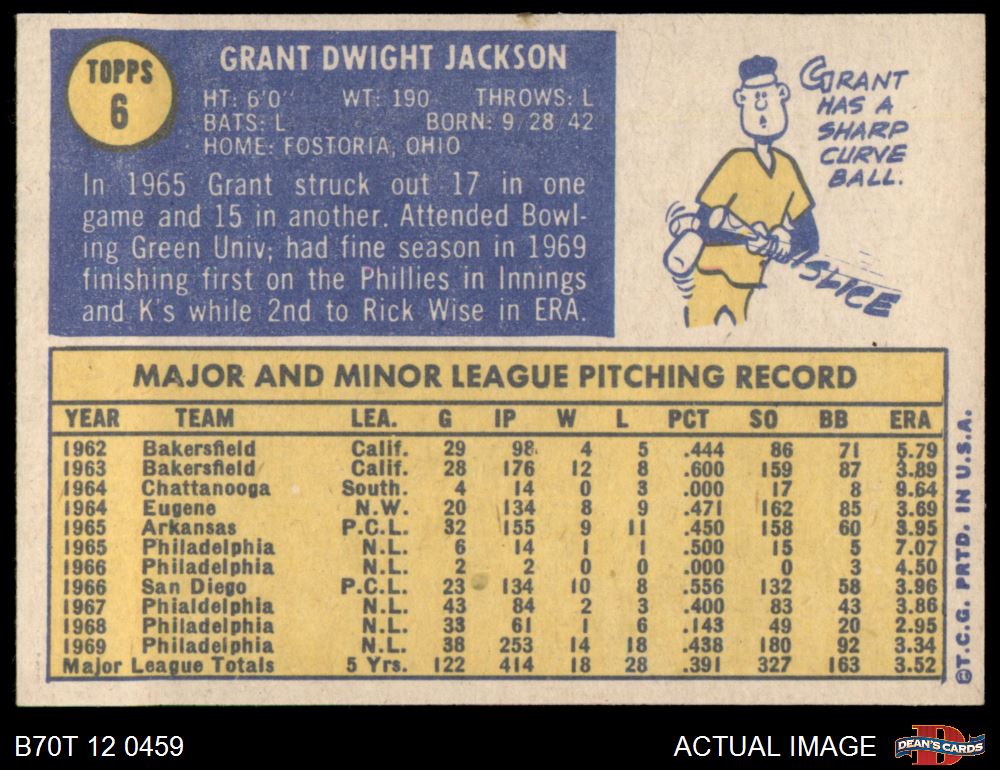 TOPPS
6
GRANT DWIGHT JACKSON
HT: 6'0" WT: 190 THROWS: L
BATS: L BORN: 9/28/42
HOME: FOSTORIA, OHIO
In 1965 Grant struck out 17 in one
game and 15 in another. Attended Bowl-
ing Green Univ; had fine season in 1969
finishing first on the Phillies in Innings
and K's while 2nd to Rick Wise in ERA.
GRANT
HAS A
SHARP
CURVE
BALL.
SLICE
MAJOR AND MINOR LEAGUE PITCHING RECORD
YEAR TEAM LEA. G IP W L PCT SO BB ERA
1962 Bakersfield Calif. 29 98 4 5 .444 86 71 5.79
1963 Bakersfield Calif. 28 176 12 8 .600 159 87 3.89
1964 Chattanooga South. 4 14 0 3 .000 17 8 9.64
1964 Eugene N.W. 20 134 8 9 .471 162 85 3.69
1965 Arkansas P.C.L. 32 155 9 11 .450 158 60 3.95
1965 Philadelphia N.L. 6 14 1 1 .500 15 5 7.07
1966 Philadelphia N.L. 2 2 0 0 .000 0 3 4.50
1966 San Diego P.C.L. 23 134 10 8 .556 132 58 3.96
1967 Phialdelphia N.L. 43 84 2 3 .400 83 43 3.86
1968 Philadelphia N.L. 33 61 1 6 .143 49 20 2.95
1969 Philadelphia N.L. 38 253 14 18 .438 180 92 3.34
Major League Totals 5 Yrs. 122 414 18 28 .391 327 163 3.52
©T.C.G. PRTD. IN U.S.A.
B70T 12 0459
ACTUAL IMAGE
DEAN'S CARDS